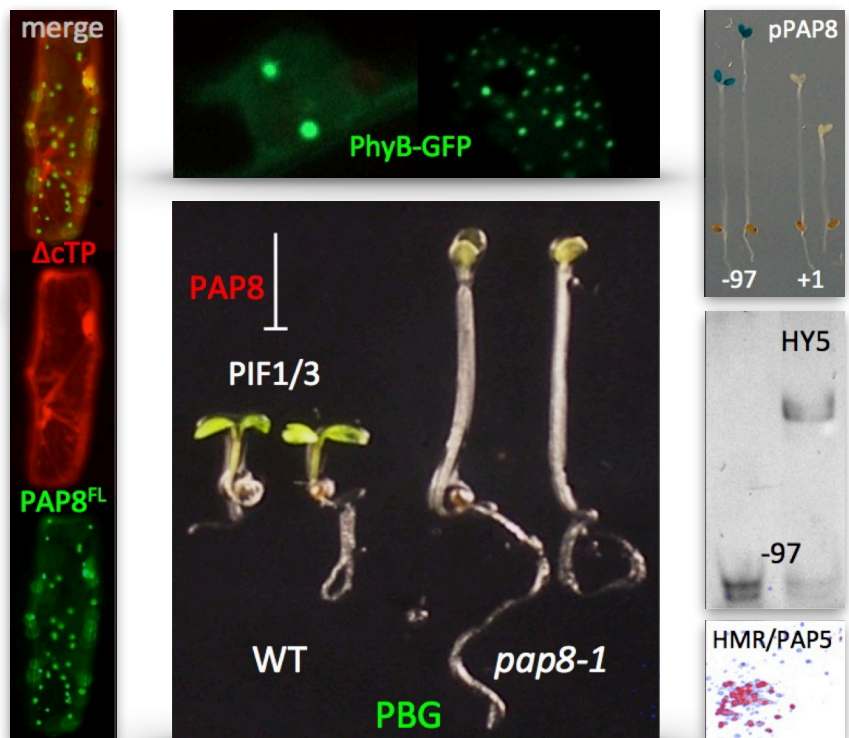 merge
ΔcTP
PAP8FL
PhyB-GFP
PAP8
PIF1/3
WT
pap8-1
PBG
pPAP8
-97
+1
HY5
-97
HMR/PAP5